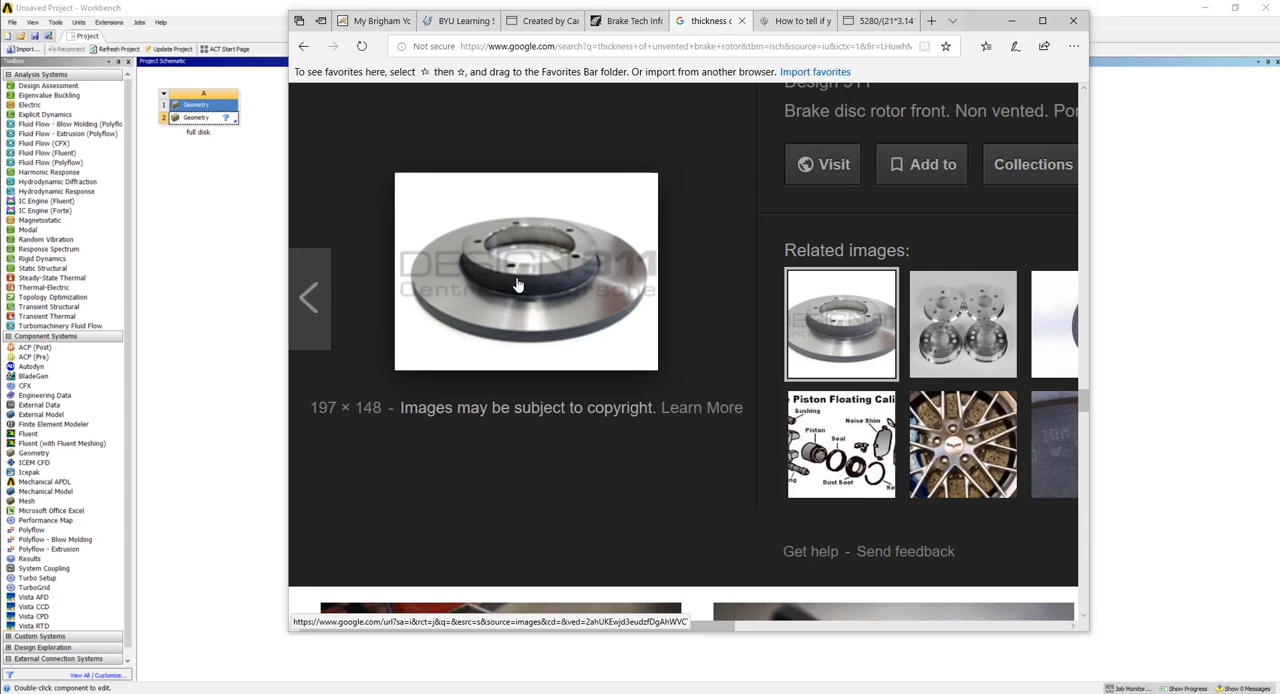 Unsaved Project - Workbench
File View Tools Units Extensions Jobs Help
Project
Import... Reconnect Refresh Project Update Project ACT Start Page
Toolbox
Project Schematic
Analysis Systems
Design Assessment
Eigenvalue Buckling
Electric
Explicit Dynamics
Fluid Flow - Blow Molding (Polyflo
Fluid Flow - Extrusion (Polyflow)
Fluid Flow (CFX)
Fluid Flow (Fluent)
Fluid Flow (Polyflow)
Harmonic Response
Hydrodynamic Diffraction
Hydrodynamic Response
IC Engine (Fluent)
IC Engine (Forte)
Magnetostatic
Modal
Random Vibration
Response Spectrum
Rigid Dynamics
Static Structural
Steady-State Thermal
Thermal-Electric
Topology Optimization
Transient Structural
Transient Thermal
Turbomachinery Fluid Flow
Component Systems
ACP (Post)
ACP (Pre)
Autodyn
BladeGen
CFX
Engineering Data
External Data
External Model
Finite Element Modeler
Fluent
Fluent (with Fluent Meshing)
Geometry
ICEM CFD
Icepak
Mechanical APDL
Mechanical Model
Mesh
Microsoft Office Excel
Performance Map
Polyflow
Polyflow - Blow Molding
Polyflow - Extrusion
Results
System Coupling
Turbo Setup
TurboGrid
Vista AFD
Vista CCD
Vista CPD
Vista RTD
Custom Systems
Design Exploration
External Connection Systems
View All / Customize...
Double-click component to edit.
A
1 Geometry
2 Geometry ?
full disk
My Brigham Yo
BYU Learning S
Created by Car
Brake Tech Info
thickness o
How to tell if y
5280/(21*3.14
Not secure https://www.google.com/search?q=thickness+of+unvented+brake+rotor&tbm=isch&source=iu&ictx=1&fir=LHuwhN
To see favorites here, select then , and drag to the Favorites Bar folder. Or import from another browser. Import favorites
Design 911
Brake disc rotor front. Non vented. Por
Visit Add to Collections
DESIGN 911
Related images:
Piston Floating Cali
Bushing
Piston
Noise Shim
Seal
Dust Boot
197 × 148 - Images may be subject to copyright. Learn More
Get help - Send feedback
https://www.google.com/url?sa=i&rct=j&q=&esrc=s&source=images&cd=&ved=2ahUKEwjd3eudzfDgAhWVC
Job Monitor... Show Progress Show 0 Messages